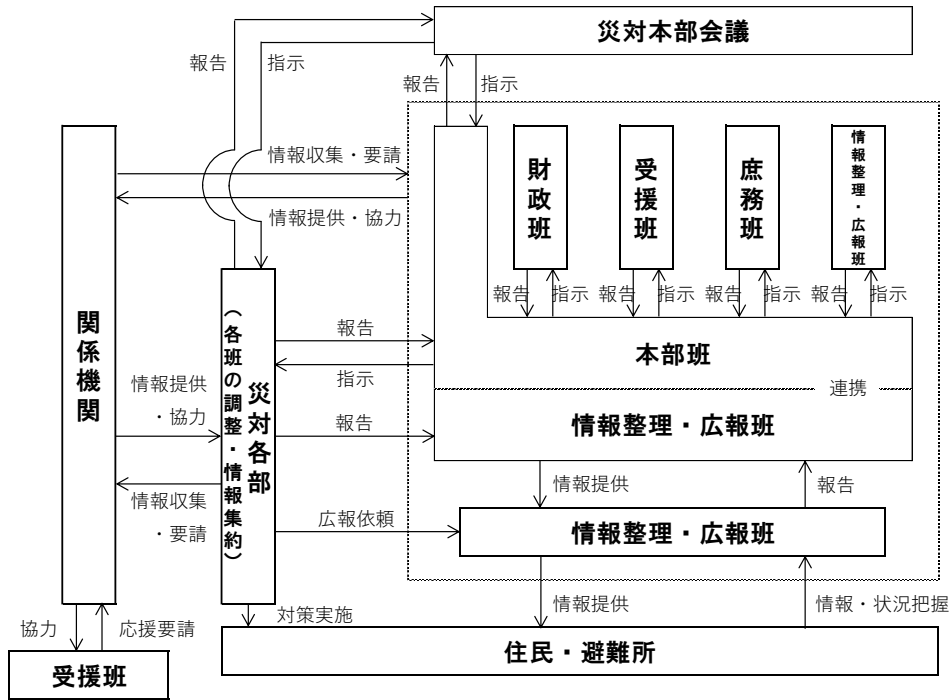 災対本部会議
報告
指示
報告
指示
情報収集・要請
情報提供・協力
財政班
受援班
庶務班
情報整理・広報班
報告
指示
報告
指示
報告
指示
報告
指示
関係機関
災対各部
（各班の調整・情報集約）
報告
指示
本部班
連携
情報提供
・協力
報告
情報整理・広報班
情報収集
・要請
情報提供
報告
広報依頼
情報整理・広報班
協力
応援要請
対策実施
情報提供
情報・状況把握
受援班
住民・避難所